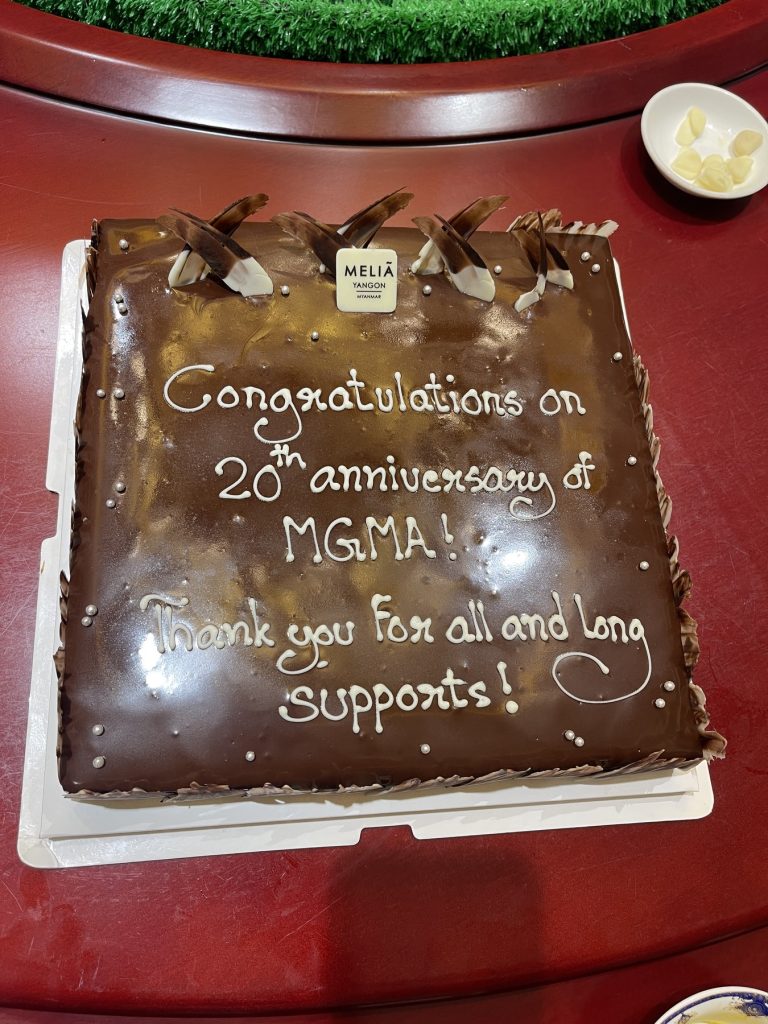 MELIÃ
YANGON
MYANMAR
Congratulations on
20th anniversary of
MGMA!
Thank you For all and Long
supports!